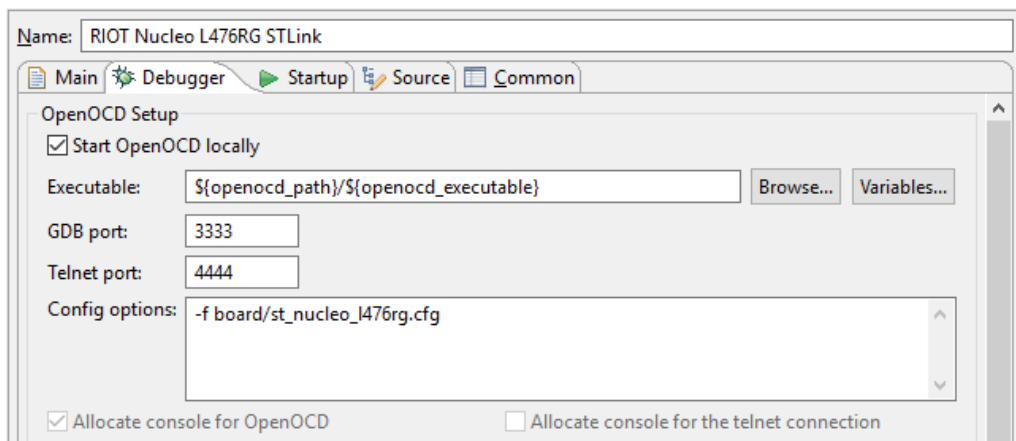 Name: RIOT Nucleo L476RG STLink
Main Debugger Startup Source Common
OpenOCD Setup
Start OpenOCD locally
Executable: ${openocd_path}/${openocd_executable} Browse... Variables...
GDB port: 3333
Telnet port: 4444
Config options: -f board/st_nucleo_l476rg.cfg
Allocate console for OpenOCD Allocate console for the telnet connection